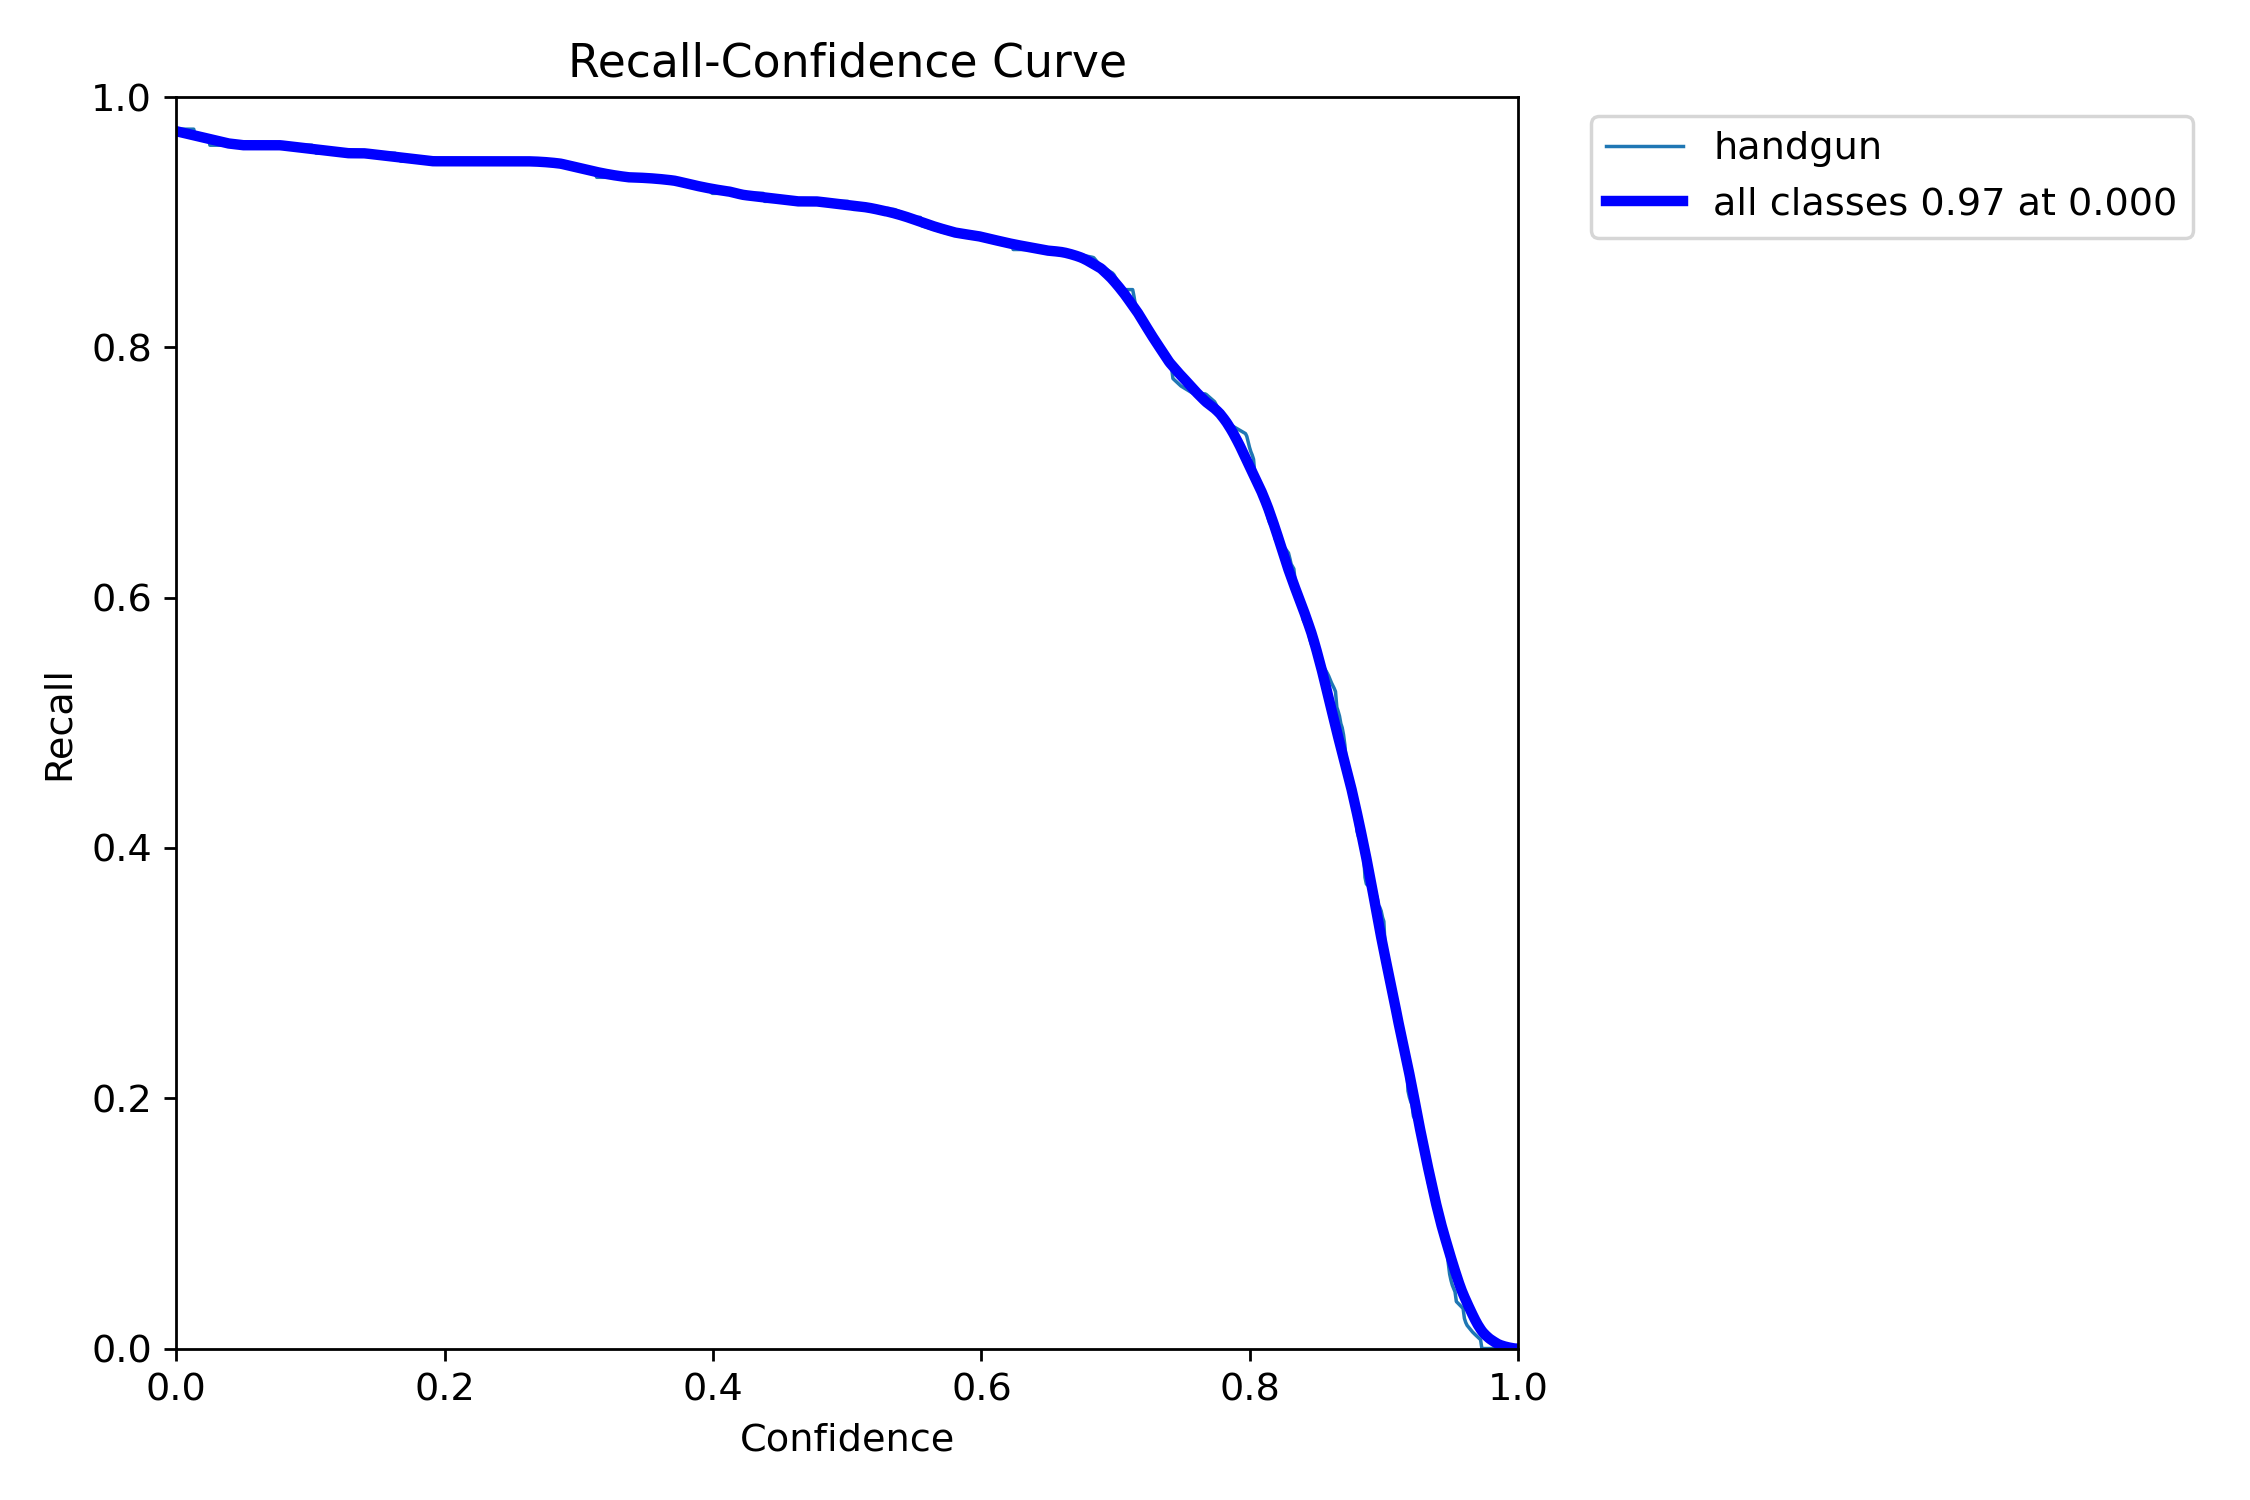 Recall-Confidence Curve
1.0
0.8
0.6
0.4
0.2
0.0
Recall
0.0 0.2 0.4 0.6 0.8 1.0
Confidence
handgun
all classes 0.97 at 0.000